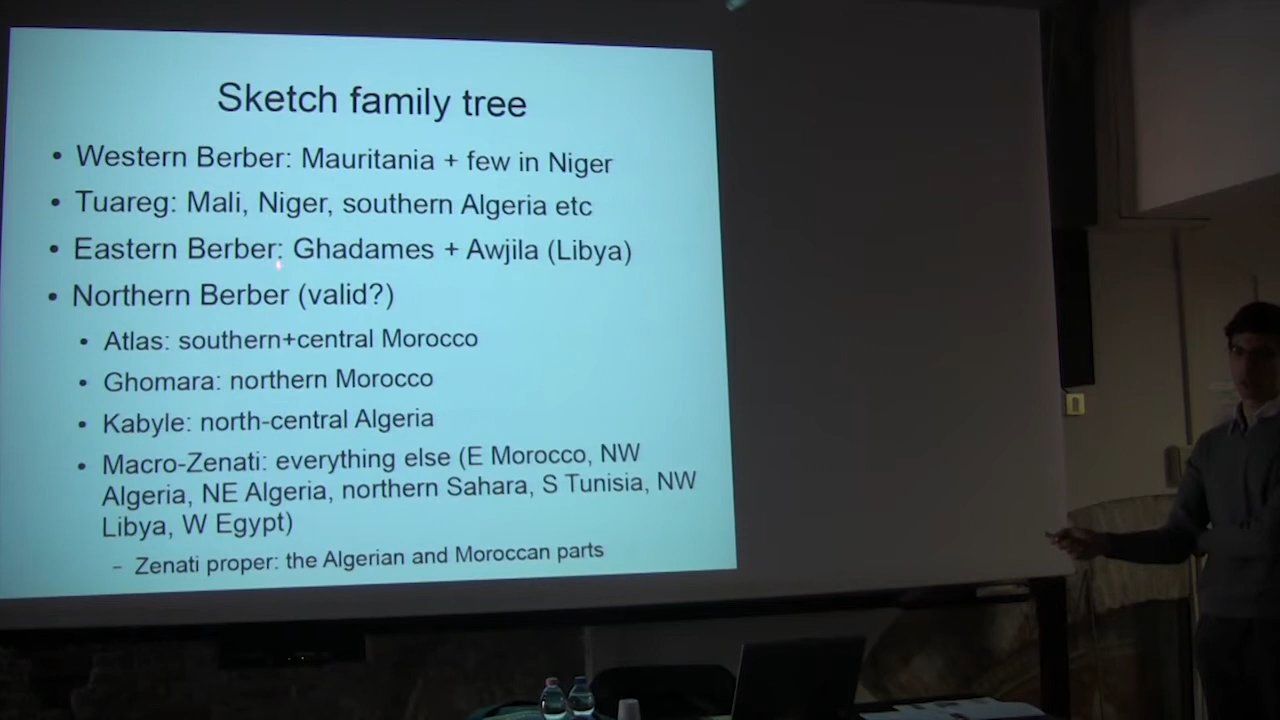 Sketch family tree
• Western Berber: Mauritania + few in Niger
• Tuareg: Mali, Niger, southern Algeria etc
• Eastern Berber: Ghadames + Awjila (Libya)
• Northern Berber (valid?)
• Atlas: southern+central Morocco
• Ghomara: northern Morocco
• Kabyle: north-central Algeria
• Macro-Zenati: everything else (E Morocco, NW
Algeria, NE Algeria, northern Sahara, S Tunisia, NW
Libya, W Egypt)
– Zenati proper: the Algerian and Moroccan parts